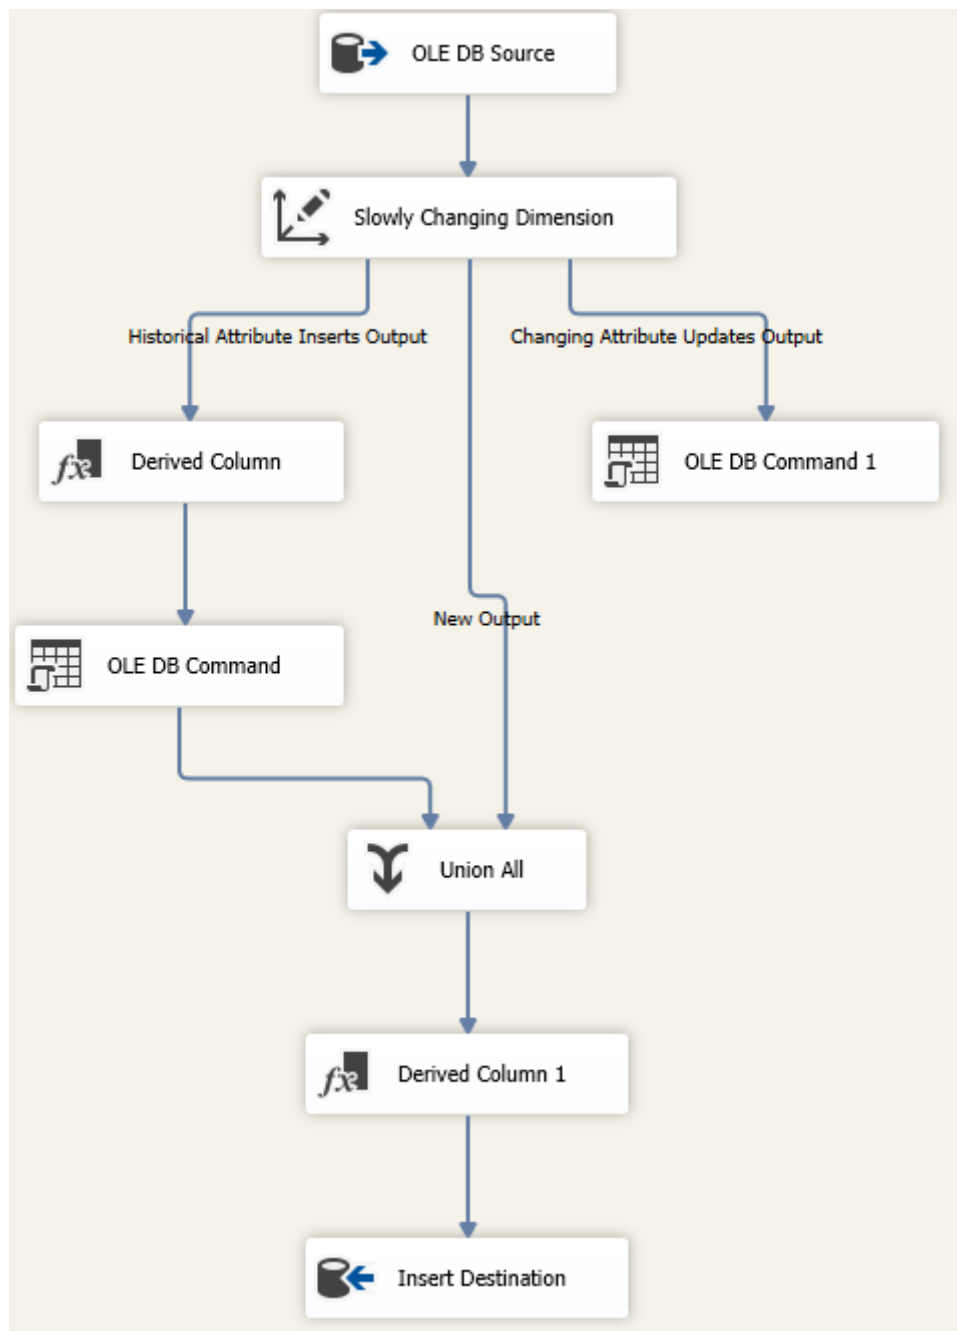 OLE DB Source
Slowly Changing Dimension
Historical Attribute Inserts Output
Changing Attribute Updates Output
Derived Column
OLE DB Command 1
New Output
OLE DB Command
Union All
Derived Column 1
Insert Destination